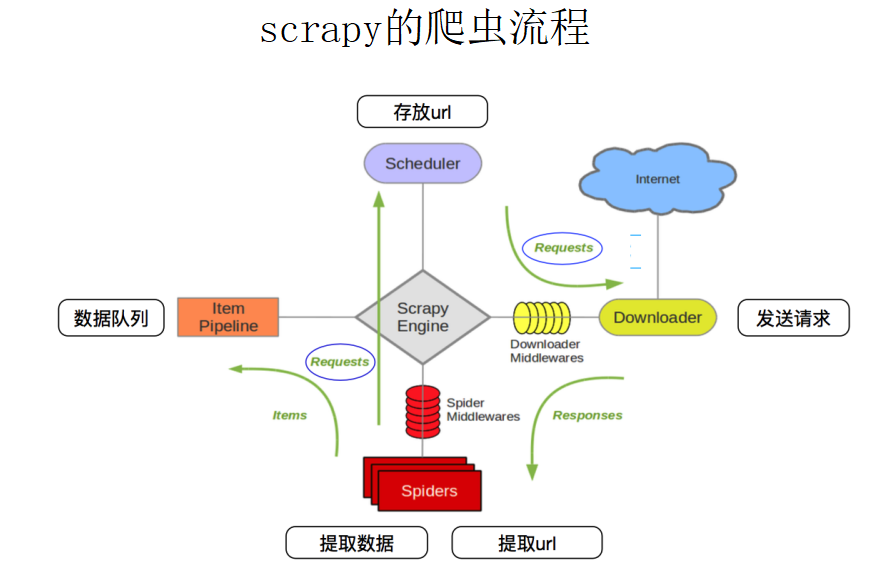 scrapy的爬虫流程
存放url
Scheduler
Internet
Requests
数据队列
Item
Pipeline
Scrapy
Engine
Downloader
发送请求
Downloader
Middlewares
Requests
Spider
Middlewares
Items
Responses
Spiders
提取数据
提取url